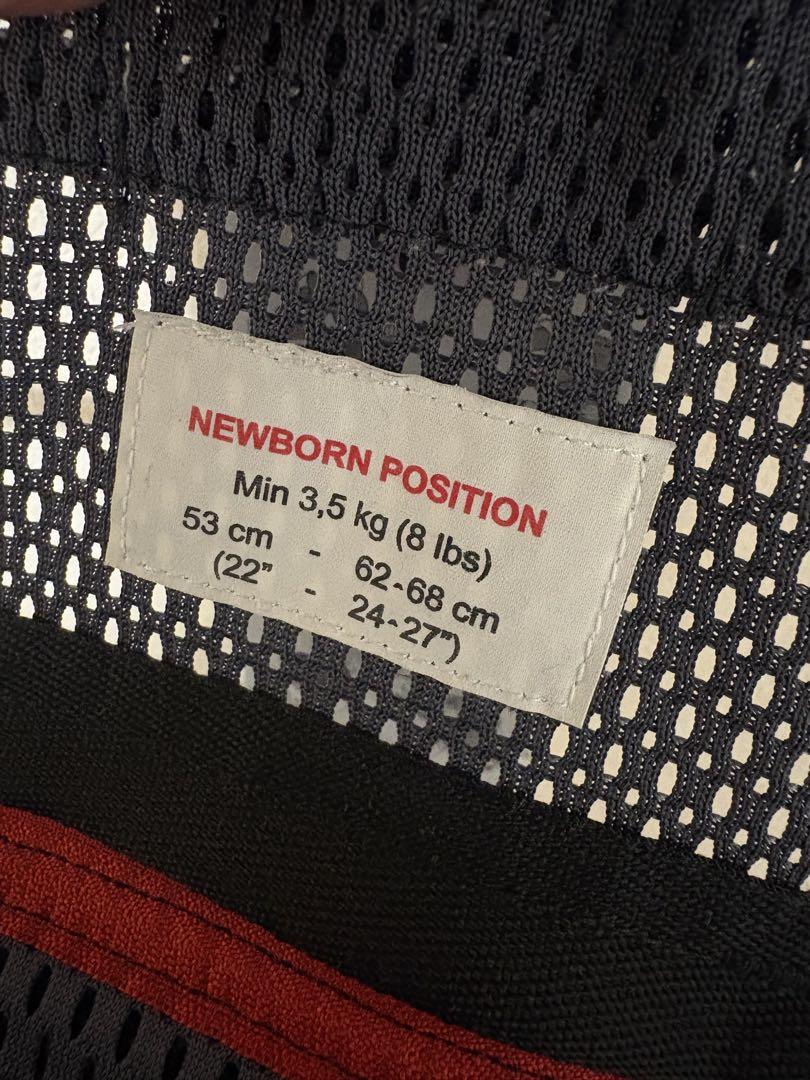 NEWBORN POSITION
Min 3,5 kg (8 lbs)
53 cm - 62-68 cm
(22" - 24-27")